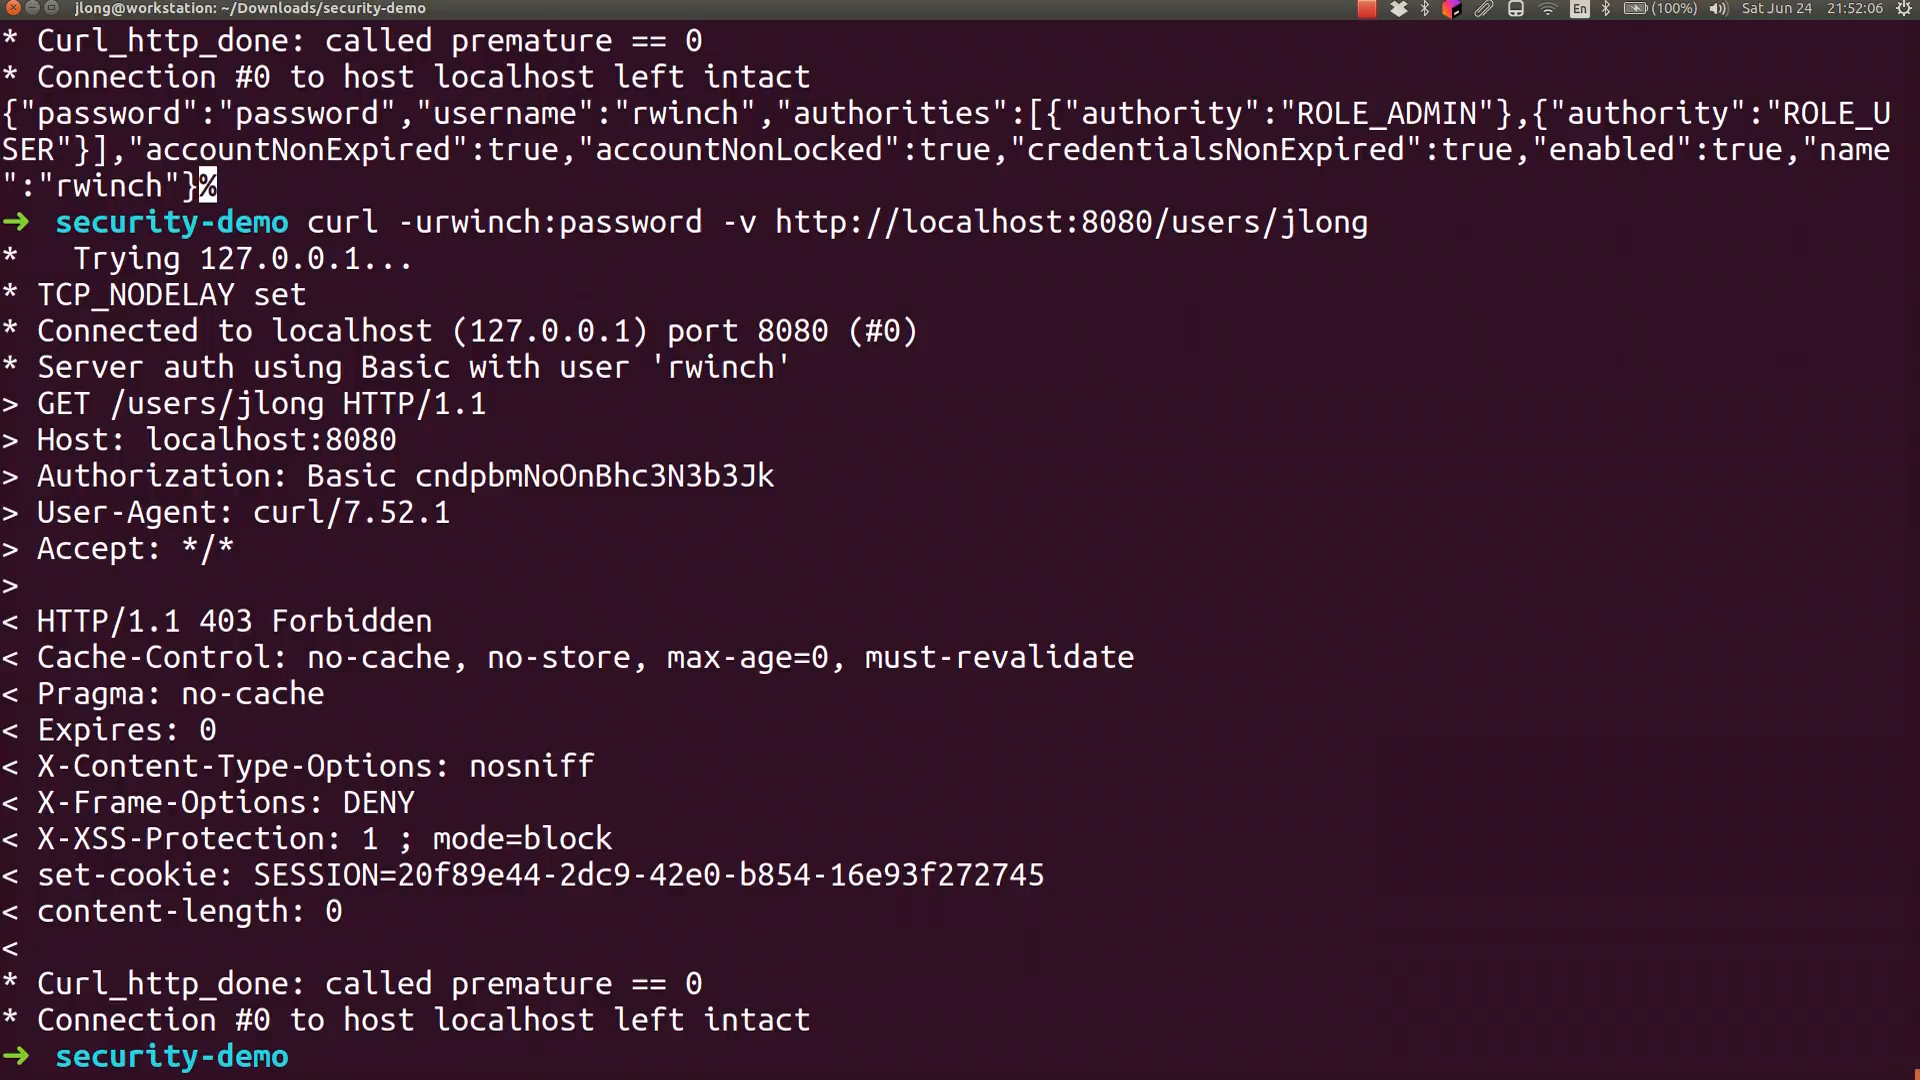 jlong@workstation: ~/Downloads/security-demo
En (100%) Sat Jun 24 21:52:06
* Curl_http_done: called premature == 0
* Connection #0 to host localhost left intact
{"password":"password","username":"rwinch","authorities":[{"authority":"ROLE_ADMIN"},{"authority":"ROLE_U
SER"}],"accountNonExpired":true,"accountNonLocked":true,"credentialsNonExpired":true,"enabled":true,"name
":"rwinch"}%
➜ security-demo curl -urwinch:password -v http://localhost:8080/users/jlong
*   Trying 127.0.0.1...
* TCP_NODELAY set
* Connected to localhost (127.0.0.1) port 8080 (#0)
* Server auth using Basic with user 'rwinch'
> GET /users/jlong HTTP/1.1
> Host: localhost:8080
> Authorization: Basic cndpbmNoOnBhc3N3b3Jk
> User-Agent: curl/7.52.1
> Accept: */*
>
< HTTP/1.1 403 Forbidden
< Cache-Control: no-cache, no-store, max-age=0, must-revalidate
< Pragma: no-cache
< Expires: 0
< X-Content-Type-Options: nosniff
< X-Frame-Options: DENY
< X-XSS-Protection: 1 ; mode=block
< set-cookie: SESSION=20f89e44-2dc9-42e0-b854-16e93f272745
< content-length: 0
<
* Curl_http_done: called premature == 0
* Connection #0 to host localhost left intact
➜ security-demo